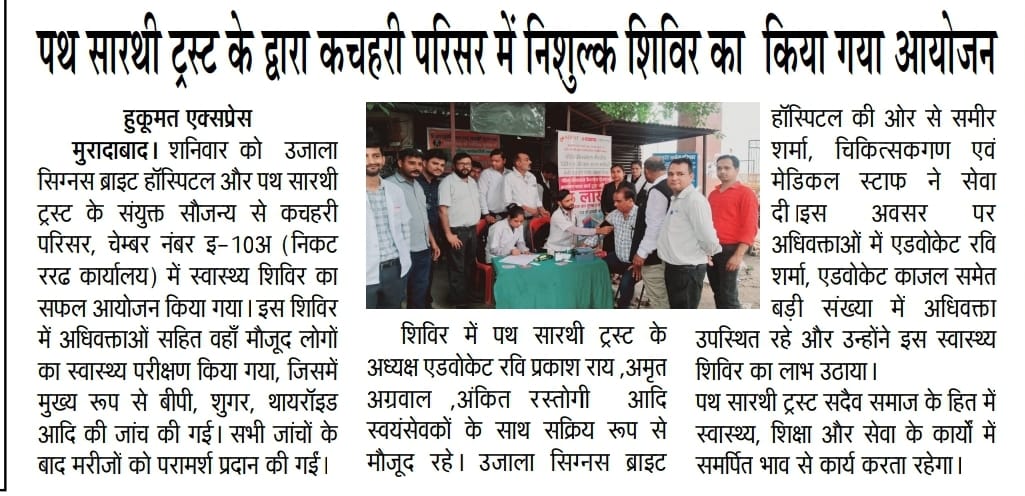 पथ सारथी ट्रस्ट के द्वारा कचहरी परिसर में निशुल्क शिविर का किया गया आयोजन
हुकूमत एक्सप्रेस
मुरादाबाद। शनिवार को उजाला
सिग्नस ब्राइट हॉस्पिटल और पथ सारथी
ट्रस्ट के संयुक्त सौजन्य से कचहरी
परिसर, चेम्बर नंबर इ-10अ (निकट
ररढ कार्यालय) में स्वास्थ्य शिविर का
सफल आयोजन किया गया। इस शिविर
में अधिवक्ताओं सहित वहाँ मौजूद लोगों
का स्वास्थ्य परीक्षण किया गया, जिसमें
मुख्य रूप से बीपी, शुगर, थायरॉइड
आदि की जांच की गई। सभी जांचों के
बाद मरीजों को परामर्श प्रदान की गईं।
शिविर में पथ सारथी ट्रस्ट के
अध्यक्ष एडवोकेट रवि प्रकाश राय ,अमृत
अग्रवाल ,अंकित रस्तोगी आदि
स्वयंसेवकों के साथ सक्रिय रूप से
मौजूद रहे। उजाला सिग्नस ब्राइट
हॉस्पिटल की ओर से समीर
शर्मा, चिकित्सकगण एवं
मेडिकल स्टाफ ने सेवा
दी।इस अवसर पर
अधिवक्ताओं में एडवोकेट रवि
शर्मा, एडवोकेट काजल समेत
बड़ी संख्या में अधिवक्ता
उपस्थित रहे और उन्होंने इस स्वास्थ्य
शिविर का लाभ उठाया।
पथ सारथी ट्रस्ट सदैव समाज के हित में
स्वास्थ्य, शिक्षा और सेवा के कार्यों में
समर्पित भाव से कार्य करता रहेगा।